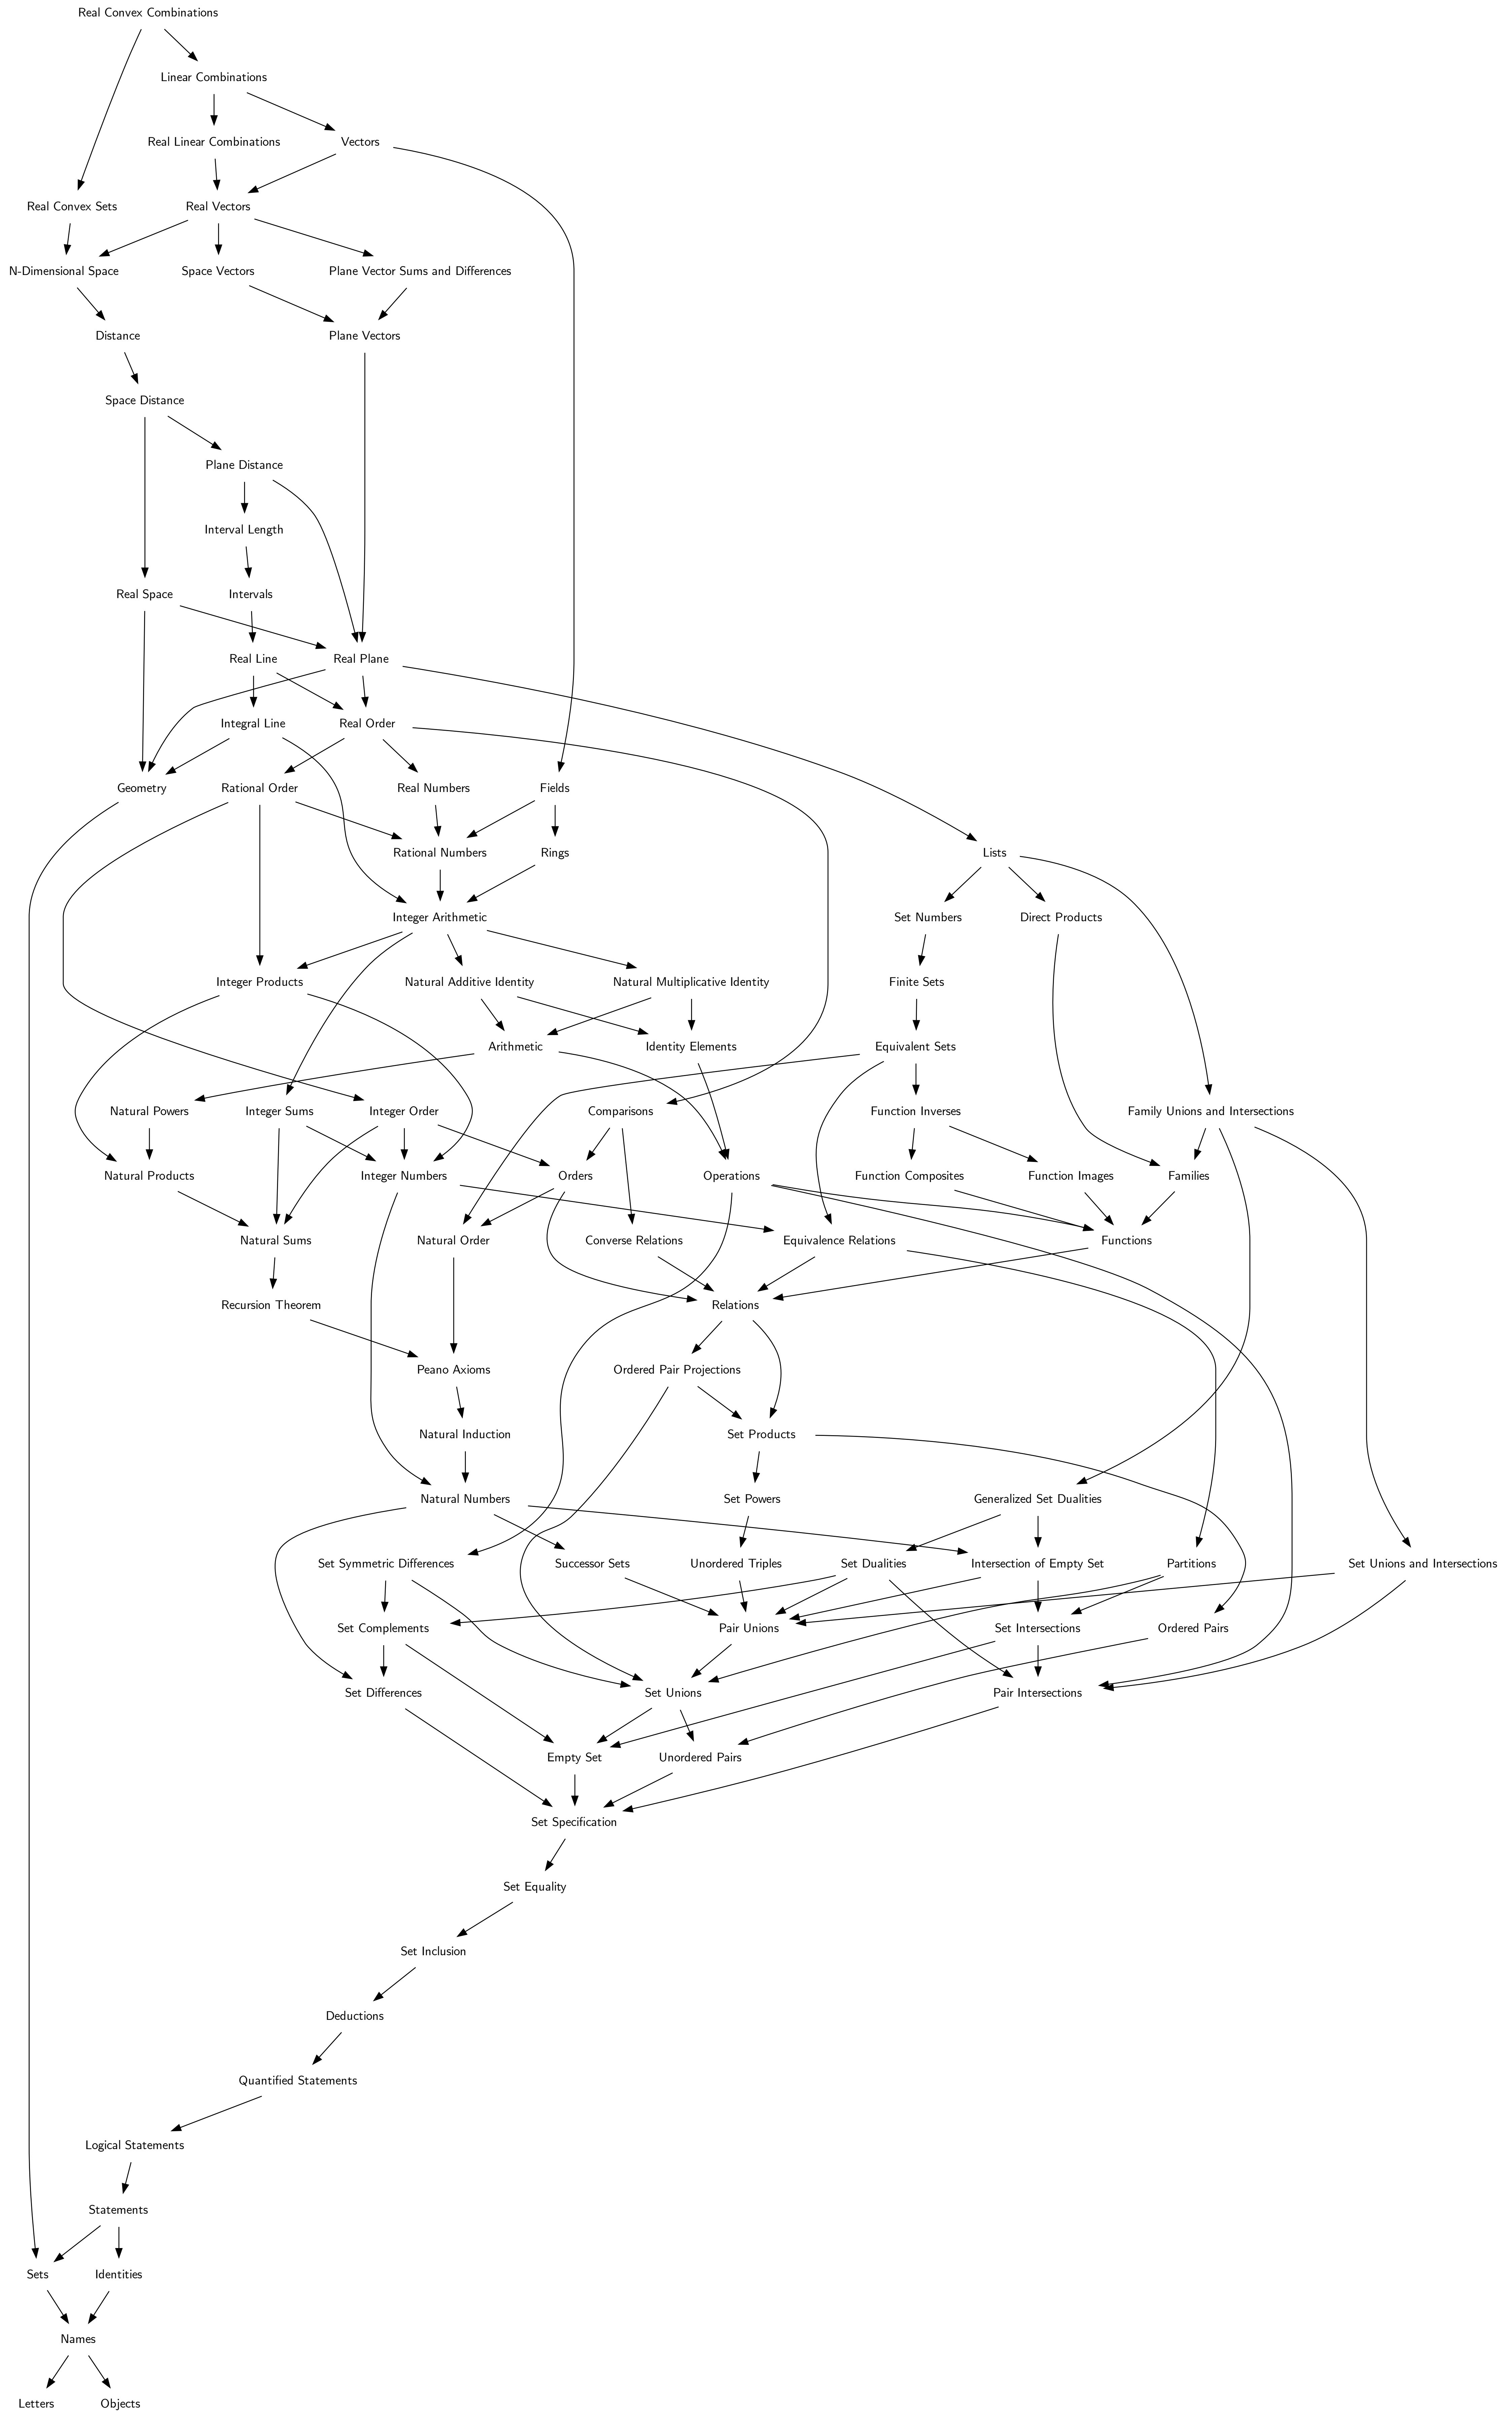 Real Convex Combinations
Linear Combinations
Real Linear Combinations
Vectors
Real Convex Sets
Real Vectors
N-Dimensional Space
Space Vectors
Plane Vector Sums and Differences
Distance
Plane Vectors
Space Distance
Plane Distance
Interval Length
Real Space
Intervals
Real Line
Real Plane
Integral Line
Real Order
Geometry
Rational Order
Real Numbers
Fields
Rational Numbers
Rings
Lists
Integer Arithmetic
Set Numbers
Direct Products
Integer Products
Natural Additive Identity
Natural Multiplicative Identity
Finite Sets
Arithmetic
Identity Elements
Equivalent Sets
Natural Powers
Integer Sums
Integer Order
Comparisons
Function Inverses
Family Unions and Intersections
Natural Products
Integer Numbers
Orders
Operations
Function Composites
Function Images
Families
Natural Sums
Natural Order
Converse Relations
Equivalence Relations
Functions
Recursion Theorem
Relations
Peano Axioms
Ordered Pair Projections
Natural Induction
Set Products
Natural Numbers
Set Powers
Generalized Set Dualities
Set Symmetric Differences
Successor Sets
Unordered Triples
Set Dualities
Intersection of Empty Set
Partitions
Set Unions and Intersections
Set Complements
Pair Unions
Set Intersections
Ordered Pairs
Set Differences
Set Unions
Pair Intersections
Empty Set
Unordered Pairs
Set Specification
Set Equality
Set Inclusion
Deductions
Quantified Statements
Logical Statements
Statements
Sets
Identities
Names
Letters
Objects